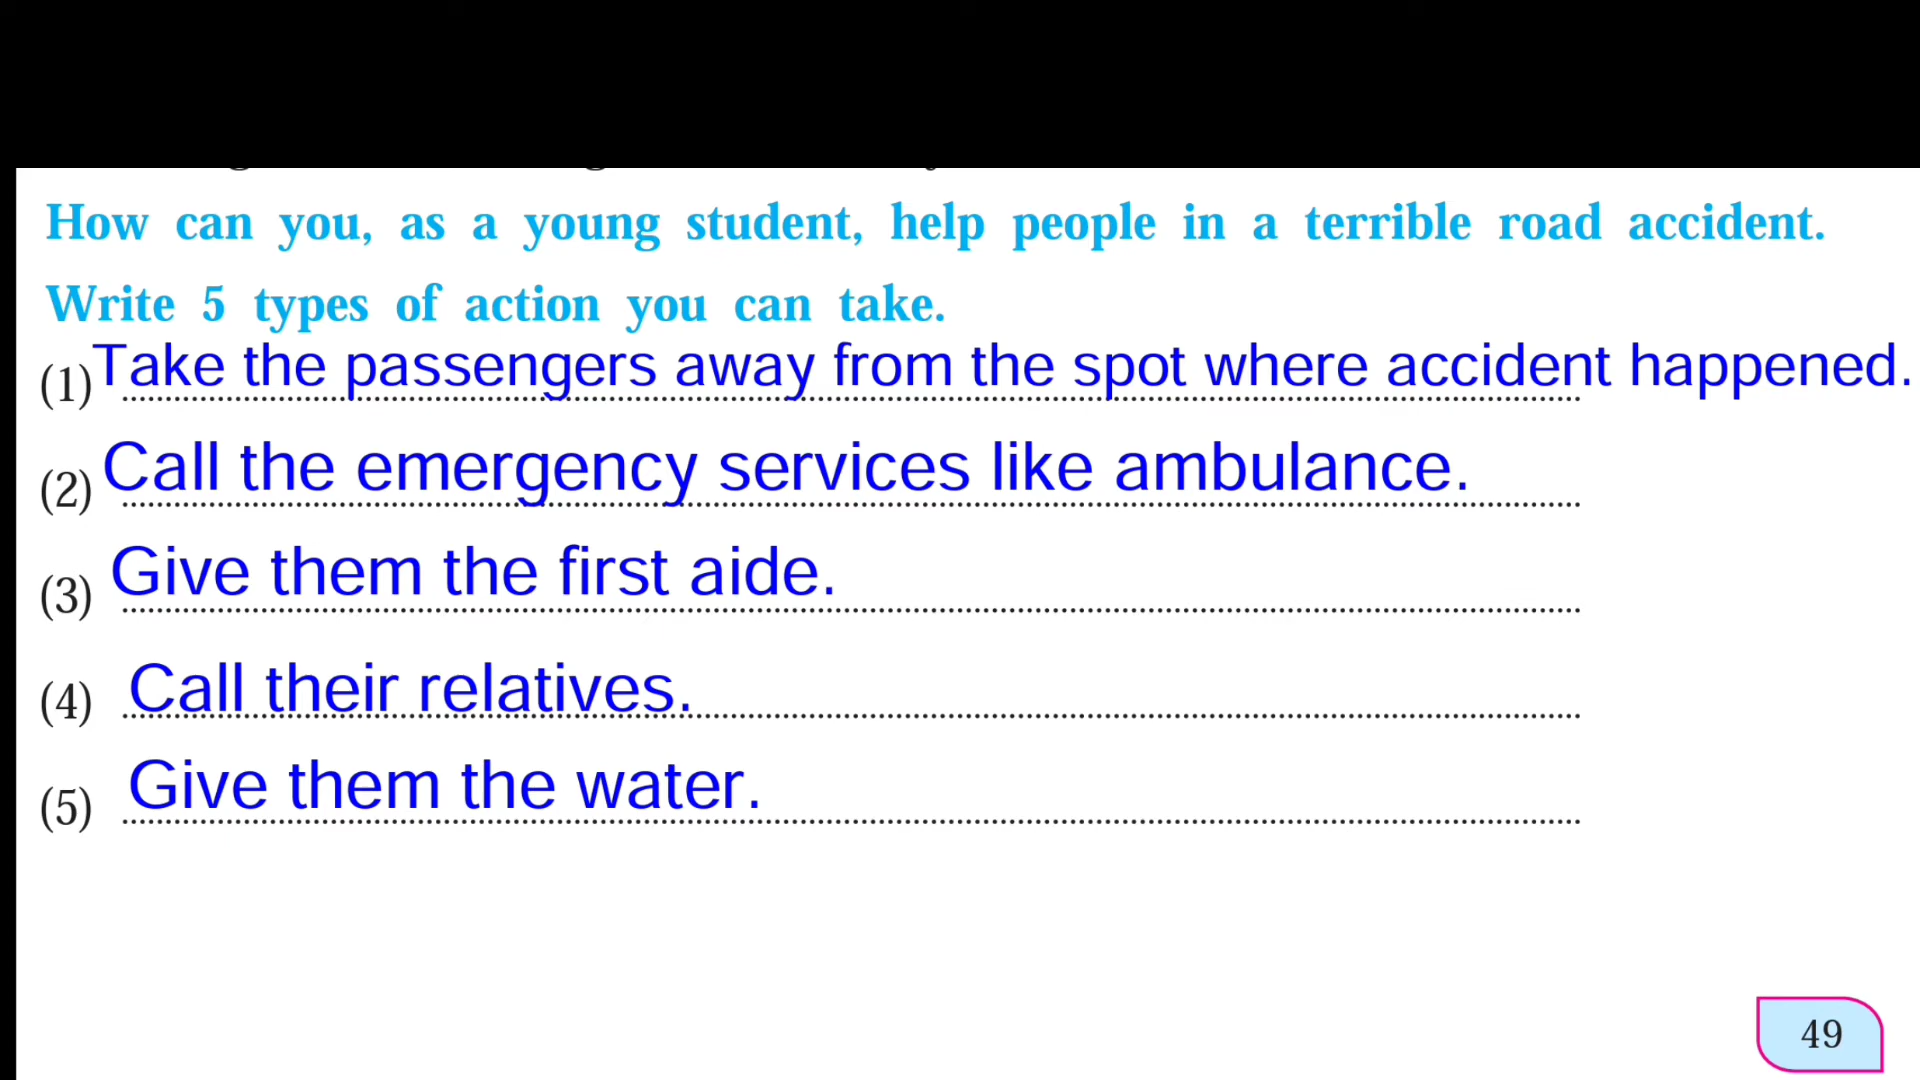 How can you, as a young student, help people in a terrible road accident.
Write 5 types of action you can take.
(1) Take the passengers away from the spot where accident happened.
(2) Call the emergency services like ambulance.
(3) Give them the first aide.
(4) Call their relatives.
(5) Give them the water.
49